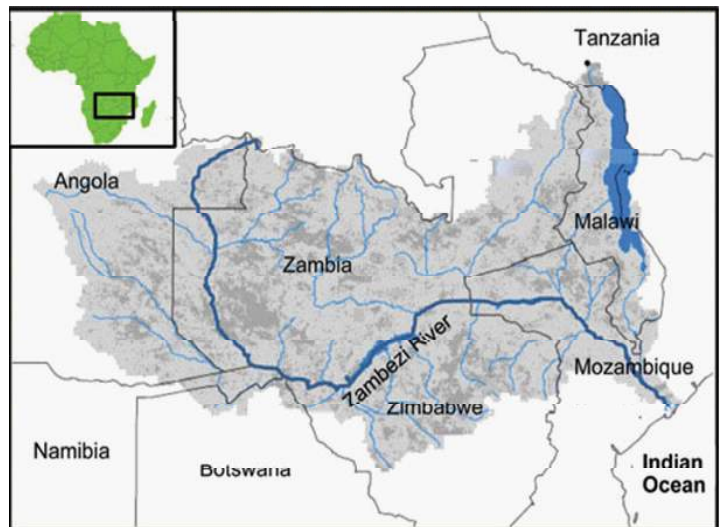 Tanzania
Angola
Malawi
Zambia
Zambezi River
Mozambique
Zimbabwe
Namibia
Botswana
Indian
Ocean